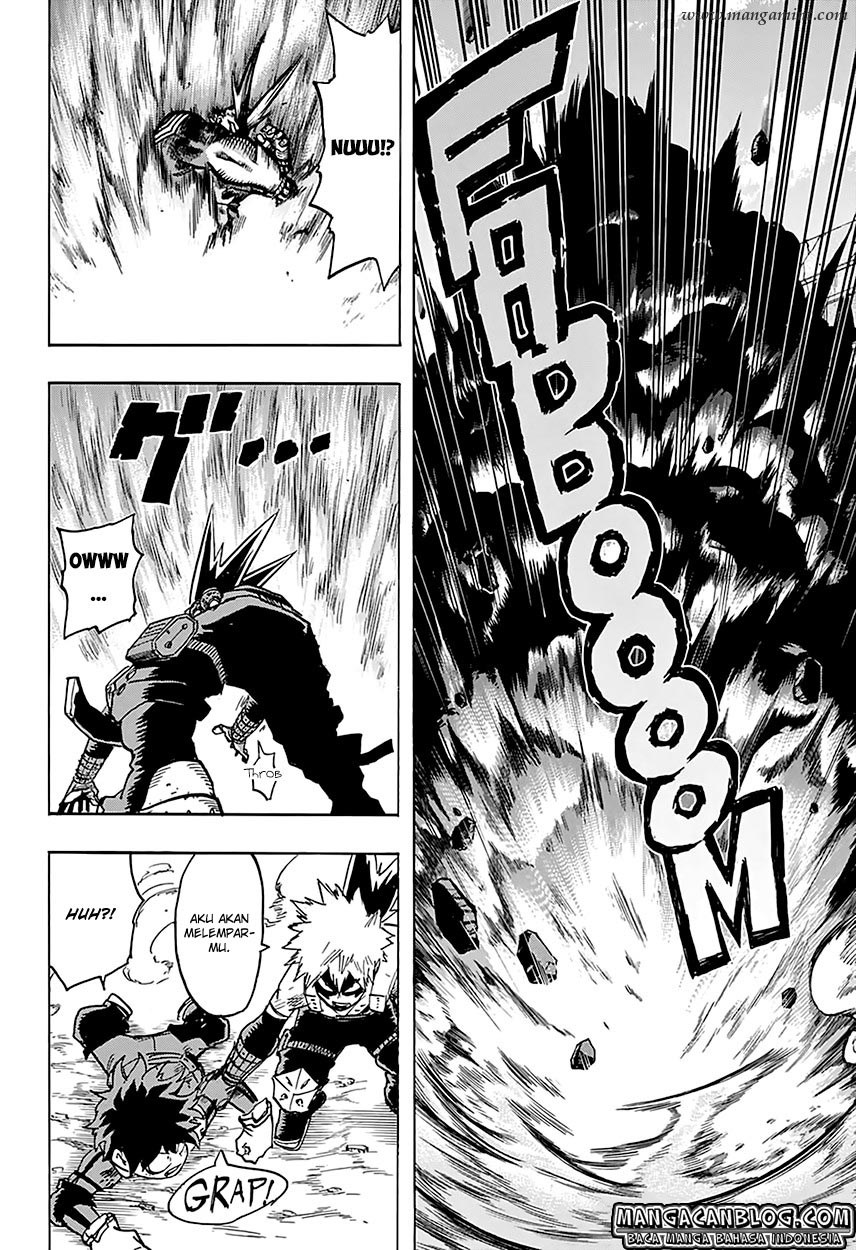 www.mangamint.com
FAABOOOOM
NUUU!?
グ...
OWWW
...
Throb
AKU AKAN
MELEMPAR-
MU.
HUH?!
GRAP!
MANGACANBLOG.COM
BACA MANGA BAHASA INDONESIA